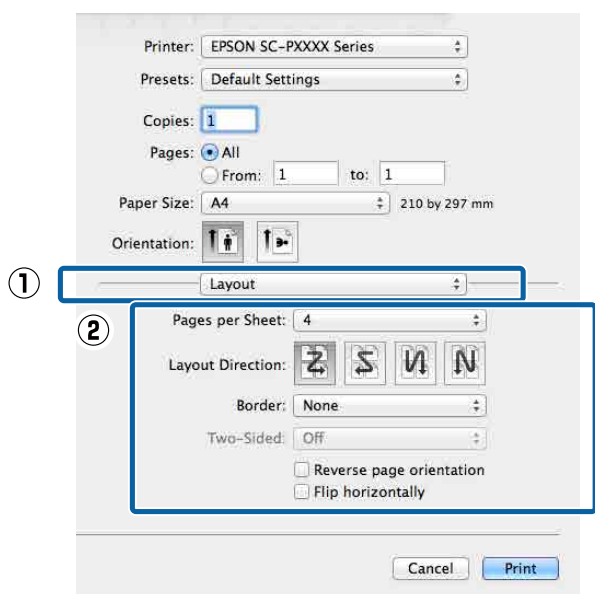 Printer: EPSON SC-PXXXX Series
Presets: Default Settings
Copies: 1
Pages: All
From: 1 to: 1
Paper Size: A4 210 by 297 mm
Orientation:
① Layout
②
Pages per Sheet: 4
Layout Direction:
Border: None
Two-Sided: Off
Reverse page orientation
Flip horizontally
Cancel Print